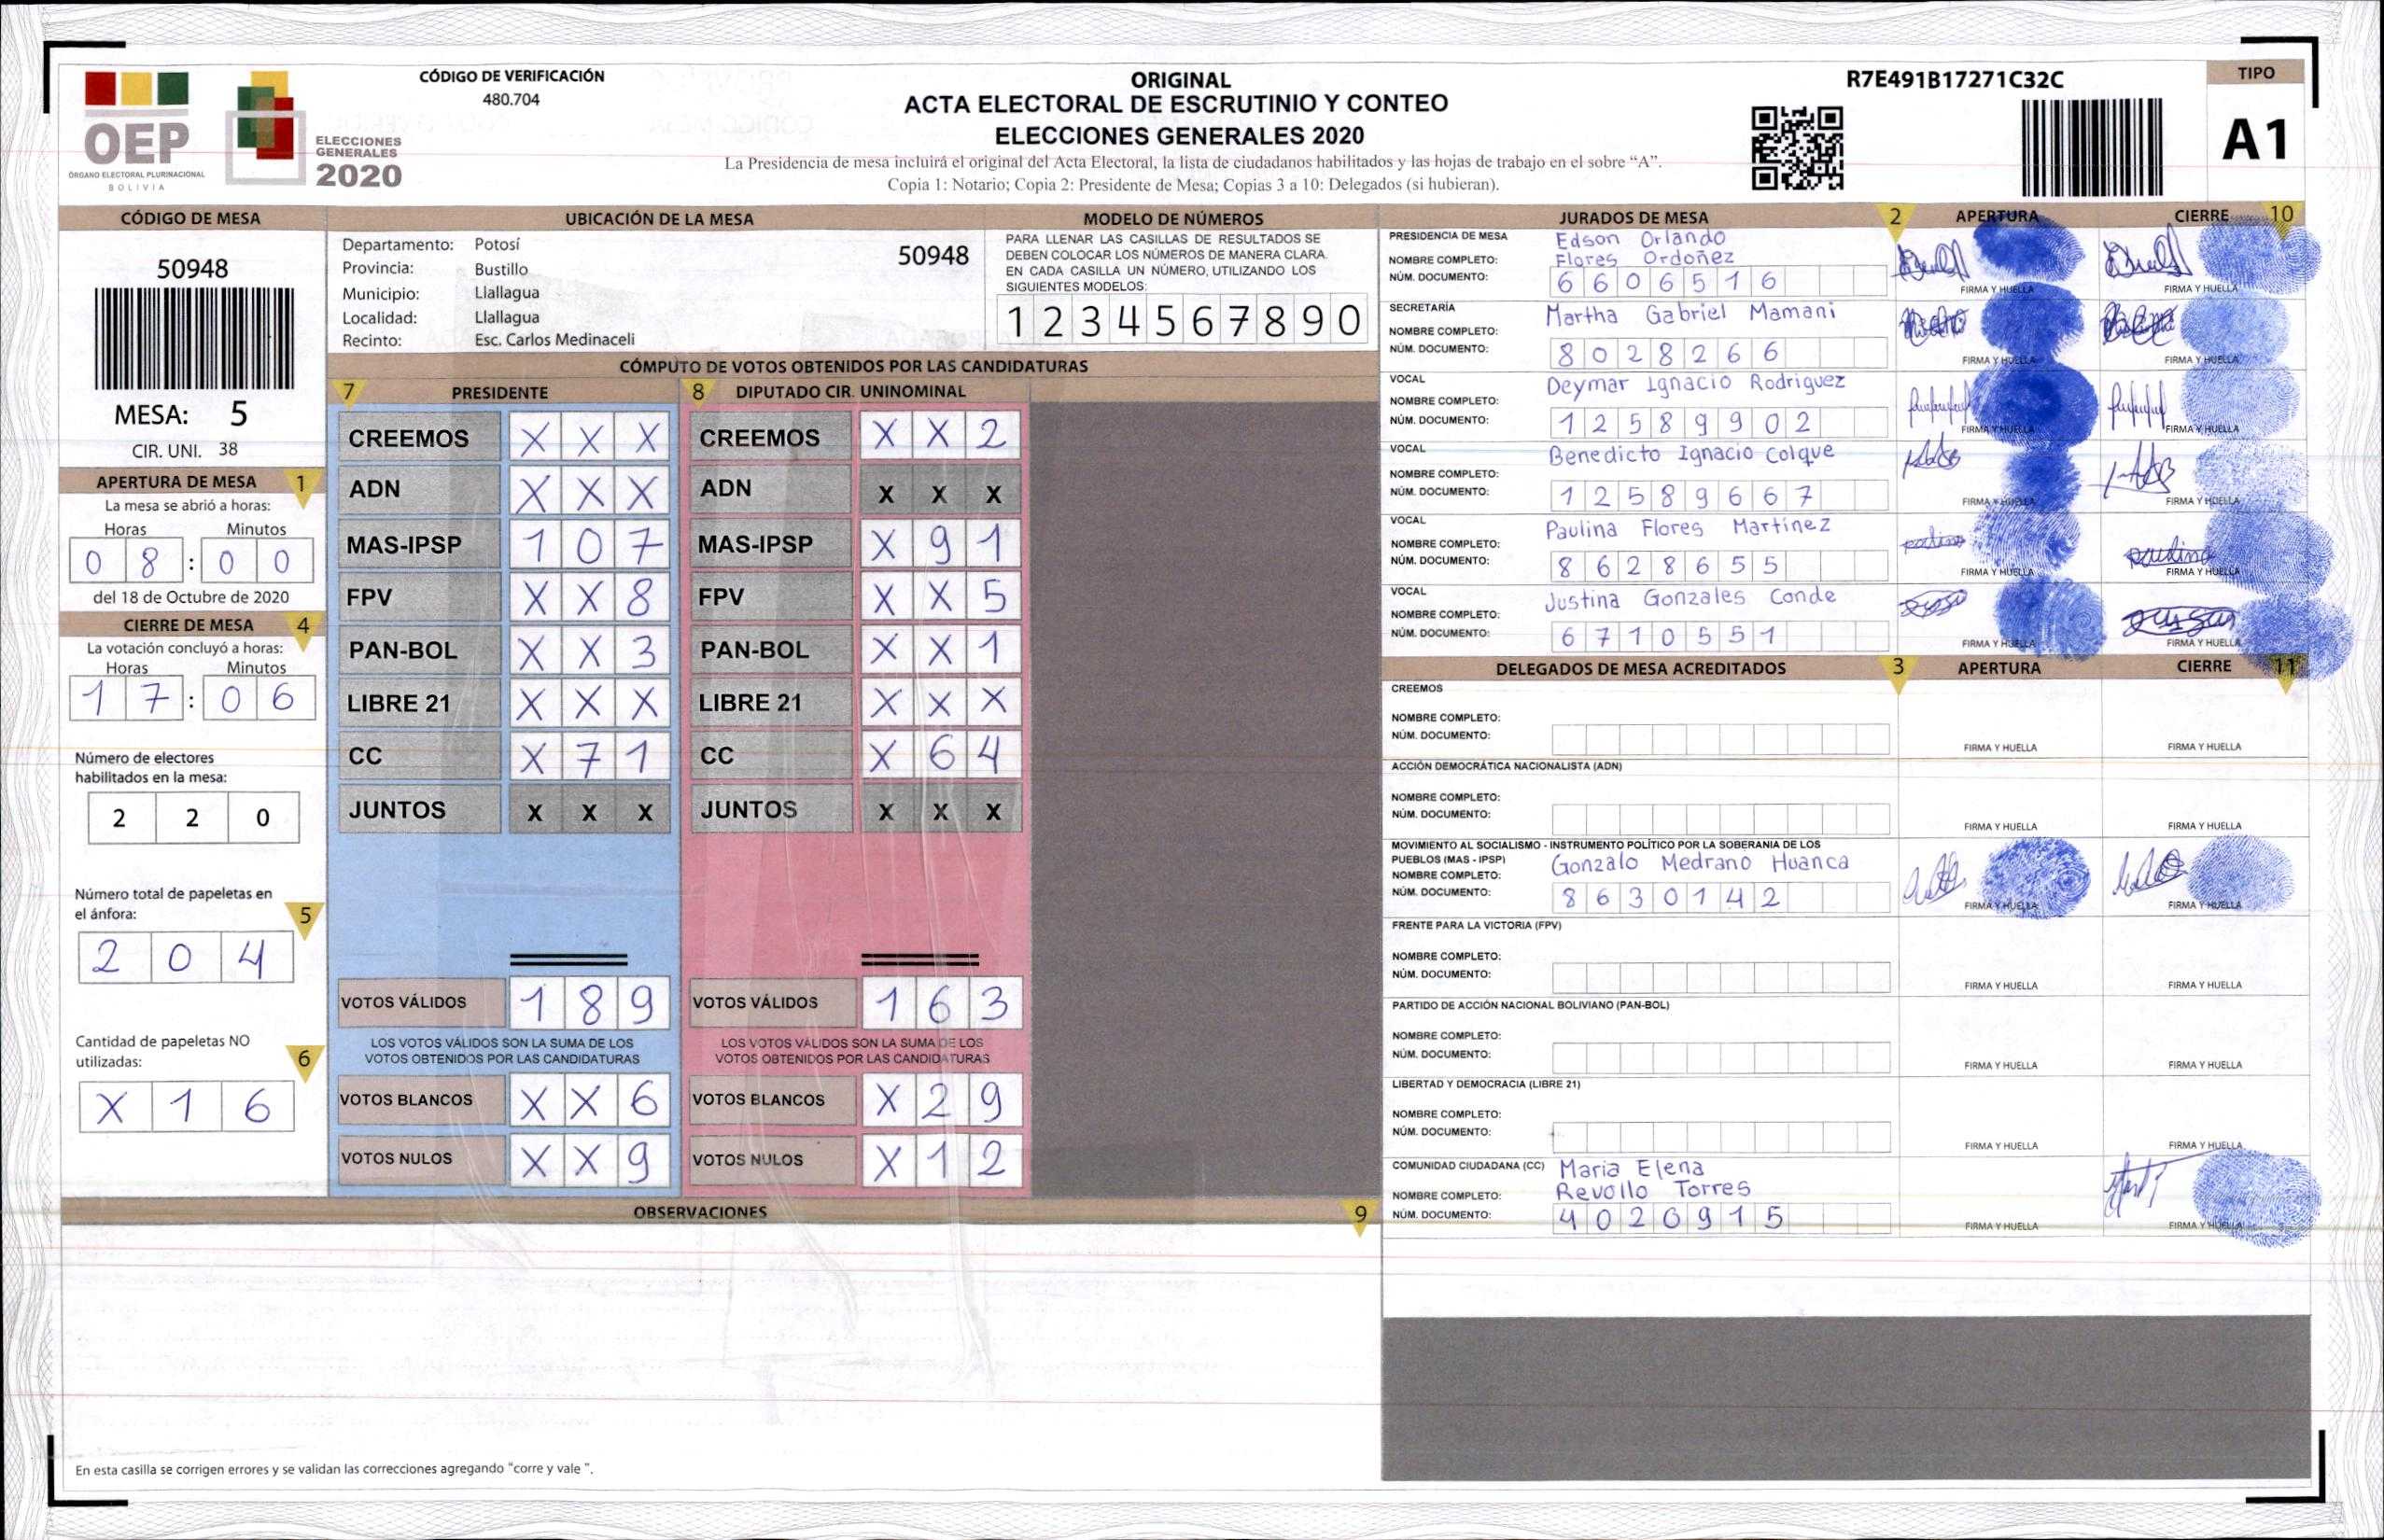 OEP
ÓRGANO ELECTORAL PLURINACIONAL
BOLIVIA
ELECCIONES
GENERALES
2020
CÓDIGO DE VERIFICACIÓN
480.704
ORIGINAL
ACTA ELECTORAL DE ESCRUTINIO Y CONTEO
ELECCIONES GENERALES 2020
La Presidencia de mesa incluirá el original del Acta Electoral, la lista de ciudadanos habilitados y las hojas de trabajo en el sobre “A”.
Copia 1: Notario; Copia 2: Presidente de Mesa; Copias 3 a 10: Delegados (si hubieran).
R7E491B17271C32C
TIPO
A1
CÓDIGO DE MESA
50948
MESA: 5
CIR. UNI. 38
APERTURA DE MESA 1
La mesa se abrió a horas:
Horas Minutos
0 8 : 0 0
del 18 de Octubre de 2020
CIERRE DE MESA 4
La votación concluyó a horas:
Horas Minutos
1 7 : 0 6
Número de electores
habilitados en la mesa:
2 2 0
Número total de papeletas en
el ánfora: 5
2 0 4
Cantidad de papeletas NO
utilizadas: 6
X 1 6
UBICACIÓN DE LA MESA
Departamento: Potosí 50948
Provincia: Bustillo
Municipio: Llallagua
Localidad: Llallagua
Recinto: Esc. Carlos Medinaceli
MODELO DE NÚMEROS
PARA LLENAR LAS CASILLAS DE RESULTADOS SE
DEBEN COLOCAR LOS NÚMEROS DE MANERA CLARA.
EN CADA CASILLA UN NÚMERO, UTILIZANDO LOS
SIGUIENTES MODELOS:
1 2 3 4 5 6 7 8 9 0
CÓMPUTO DE VOTOS OBTENIDOS POR LAS CANDIDATURAS
7 PRESIDENTE 8 DIPUTADO CIR. UNINOMINAL
CREEMOS X X X CREEMOS X X 2
ADN X X X ADN X X X
MAS-IPSP 1 0 7 MAS-IPSP X 9 1
FPV X X 8 FPV X X 5
PAN-BOL X X 3 PAN-BOL X X 1
LIBRE 21 X X X LIBRE 21 X X X
CC X 7 1 CC X 6 4
JUNTOS X X X JUNTOS X X X
VOTOS VÁLIDOS 1 8 9 VOTOS VÁLIDOS 1 6 3
LOS VOTOS VÁLIDOS SON LA SUMA DE LOS LOS VOTOS VÁLIDOS SON LA SUMA DE LOS
VOTOS OBTENIDOS POR LAS CANDIDATURAS VOTOS OBTENIDOS POR LAS CANDIDATURAS
VOTOS BLANCOS X X 6 VOTOS BLANCOS X 2 9
VOTOS NULOS X X 9 VOTOS NULOS X 1 2
OBSERVACIONES 9
En esta casilla se corrigen errores y se validan las correcciones agregando “corre y vale ”.
JURADOS DE MESA 2 APERTURA CIERRE 10
PRESIDENCIA DE MESA Edson Orlando
NOMBRE COMPLETO: Flores Ordoñez
NÚM. DOCUMENTO: 6 6 0 6 5 1 6
FIRMA Y HUELLA FIRMA Y HUELLA
SECRETARÍA Martha Gabriel Mamani
NOMBRE COMPLETO:
NÚM. DOCUMENTO: 8 0 2 8 2 6 6
FIRMA Y HUELLA FIRMA Y HUELLA
VOCAL Deymar Ignacio Rodriguez
NOMBRE COMPLETO:
NÚM. DOCUMENTO: 1 2 5 8 9 9 0 2
FIRMA Y HUELLA FIRMA Y HUELLA
VOCAL Benedicto Ignacio Colque
NOMBRE COMPLETO:
NÚM. DOCUMENTO: 1 2 5 8 9 6 6 7
FIRMA Y HUELLA FIRMA Y HUELLA
VOCAL Paulina Flores Martinez
NOMBRE COMPLETO: paulina
NÚM. DOCUMENTO: 8 6 2 8 6 5 5
FIRMA Y HUELLA FIRMA Y HUELLA
VOCAL Justina Gonzales Conde
NOMBRE COMPLETO:
NÚM. DOCUMENTO: 6 7 1 0 5 5 1
FIRMA Y HUELLA FIRMA Y HUELLA
DELEGADOS DE MESA ACREDITADOS 3 APERTURA CIERRE 11
CREEMOS
NOMBRE COMPLETO:
NÚM. DOCUMENTO:
FIRMA Y HUELLA FIRMA Y HUELLA
ACCIÓN DEMOCRÁTICA NACIONALISTA (ADN)
NOMBRE COMPLETO:
NÚM. DOCUMENTO:
FIRMA Y HUELLA FIRMA Y HUELLA
MOVIMIENTO AL SOCIALISMO - INSTRUMENTO POLÍTICO POR LA SOBERANIA DE LOS
PUEBLOS (MAS - IPSP) Gonzalo Medrano Huanca
NOMBRE COMPLETO:
NÚM. DOCUMENTO: 8 6 3 0 1 4 2
FIRMA Y HUELLA FIRMA Y HUELLA
FRENTE PARA LA VICTORIA (FPV)
NOMBRE COMPLETO:
NÚM. DOCUMENTO:
FIRMA Y HUELLA FIRMA Y HUELLA
PARTIDO DE ACCIÓN NACIONAL BOLIVIANO (PAN-BOL)
NOMBRE COMPLETO:
NÚM. DOCUMENTO:
FIRMA Y HUELLA FIRMA Y HUELLA
LIBERTAD Y DEMOCRACIA (LIBRE 21)
NOMBRE COMPLETO:
NÚM. DOCUMENTO:
FIRMA Y HUELLA FIRMA Y HUELLA
COMUNIDAD CIUDADANA (CC) Maria Elena
NOMBRE COMPLETO: Revollo Torres
NÚM. DOCUMENTO: 4 0 2 0 9 1 5
FIRMA Y HUELLA FIRMA Y HUELLA